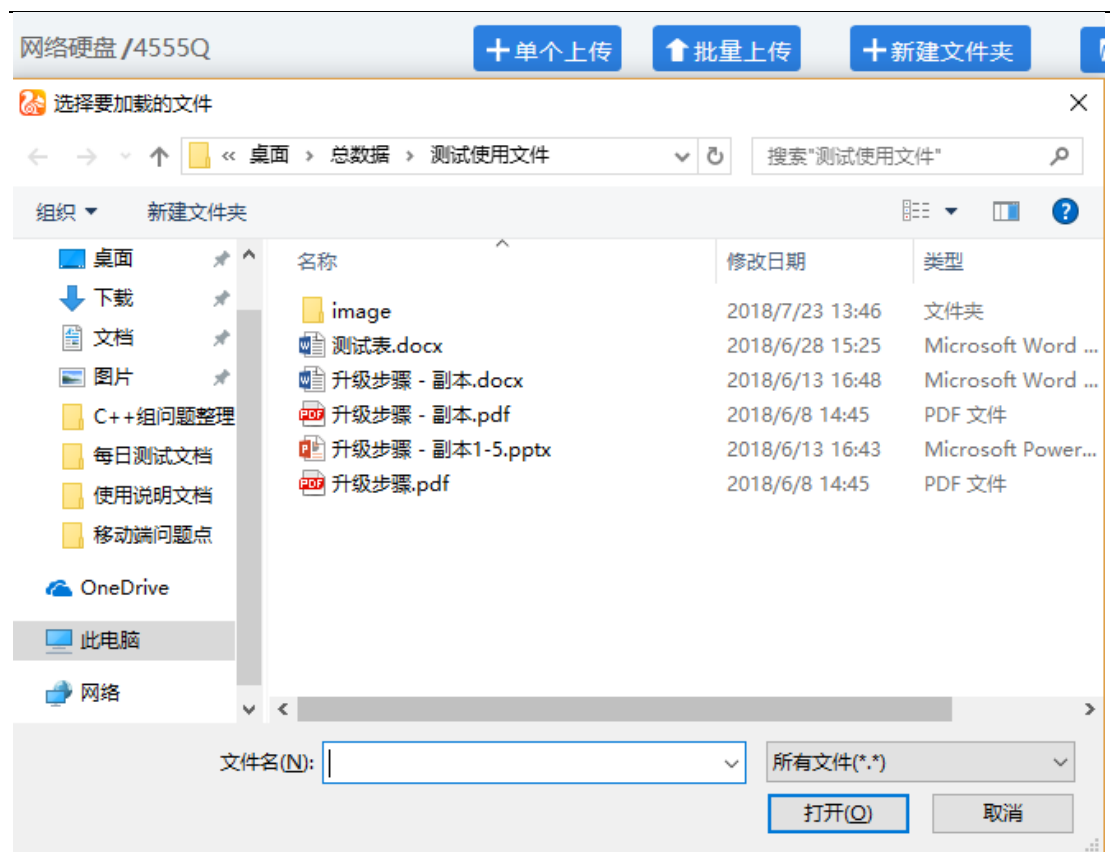 网络硬盘 /4555Q 单个上传 批量上传 新建文件夹
选择要加载的文件
« 桌面 › 总数据 › 测试使用文件 搜索"测试使用文件"
组织 新建文件夹
桌面
下载
文档
图片
C++组问题整理
每日测试文档
使用说明文档
移动端问题点
OneDrive
此电脑
网络
名称 修改日期 类型
image 2018/7/23 13:46 文件夹
测试表.docx 2018/6/28 15:25 Microsoft Word ...
升级步骤 - 副本.docx 2018/6/13 16:48 Microsoft Word ...
升级步骤 - 副本.pdf 2018/6/8 14:45 PDF 文件
升级步骤 - 副本1-5.pptx 2018/6/13 16:43 Microsoft Power...
升级步骤.pdf 2018/6/8 14:45 PDF 文件
文件名(N): 所有文件(*.*)
打开(O) 取消